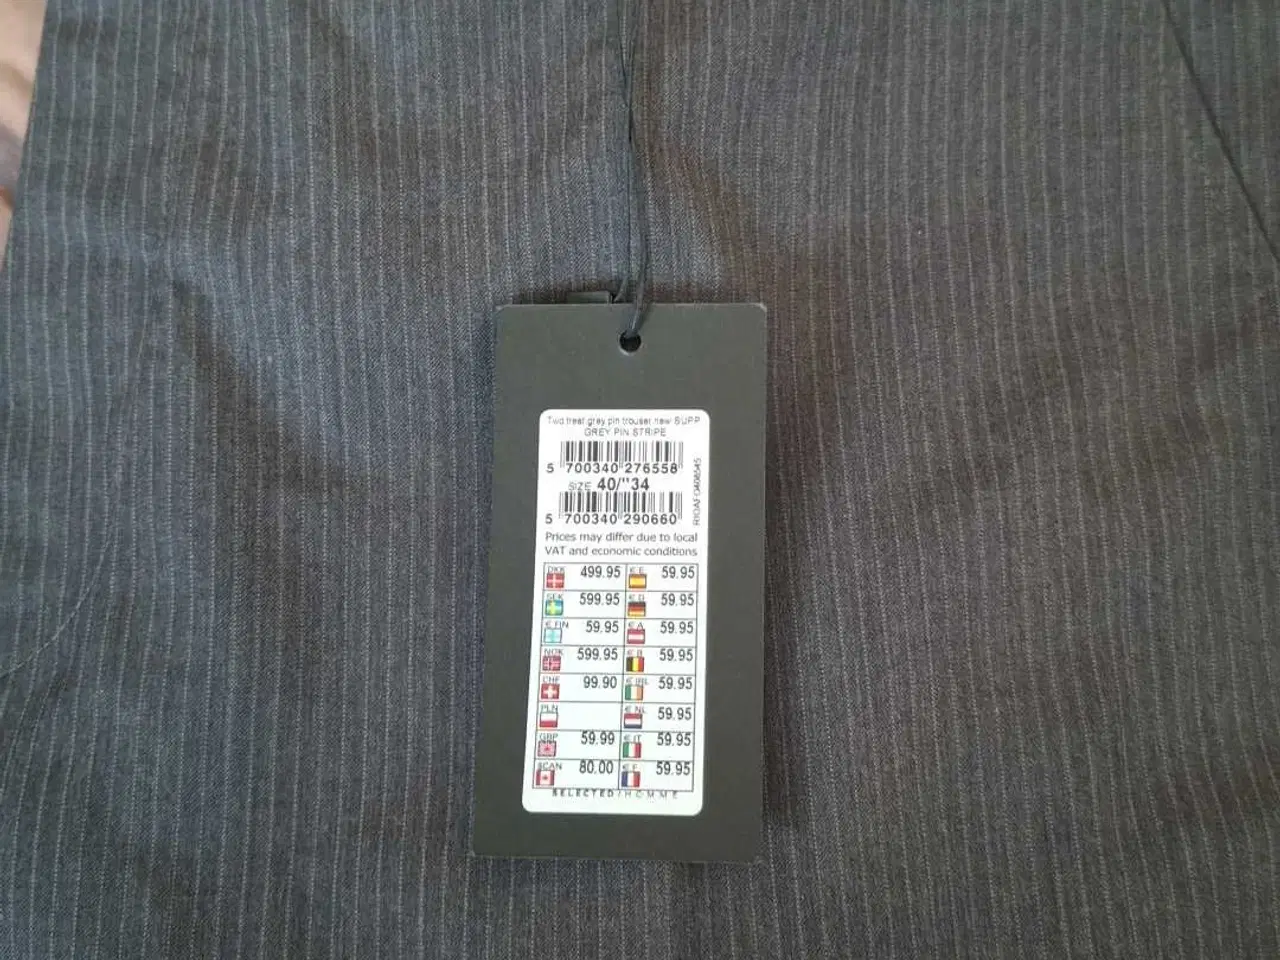 Two treat grey pin trouser new SUPP
GREY PIN STRIPE
5 700340 276558
SIZE 40/"34
5 700340 290660
Prices may differ due to local
VAT and economic conditions
DKK 499.95 € E 59.95
SEK 599.95 € D 59.95
€ FIN 59.95 € A 59.95
NOK 599.95 € B 59.95
CHF 99.90 € IRL 59.95
PLN € NL 59.95
GBP 59.99 € IT 59.95
$CAN 80.00 € F 59.95
SELECTED / HOMME